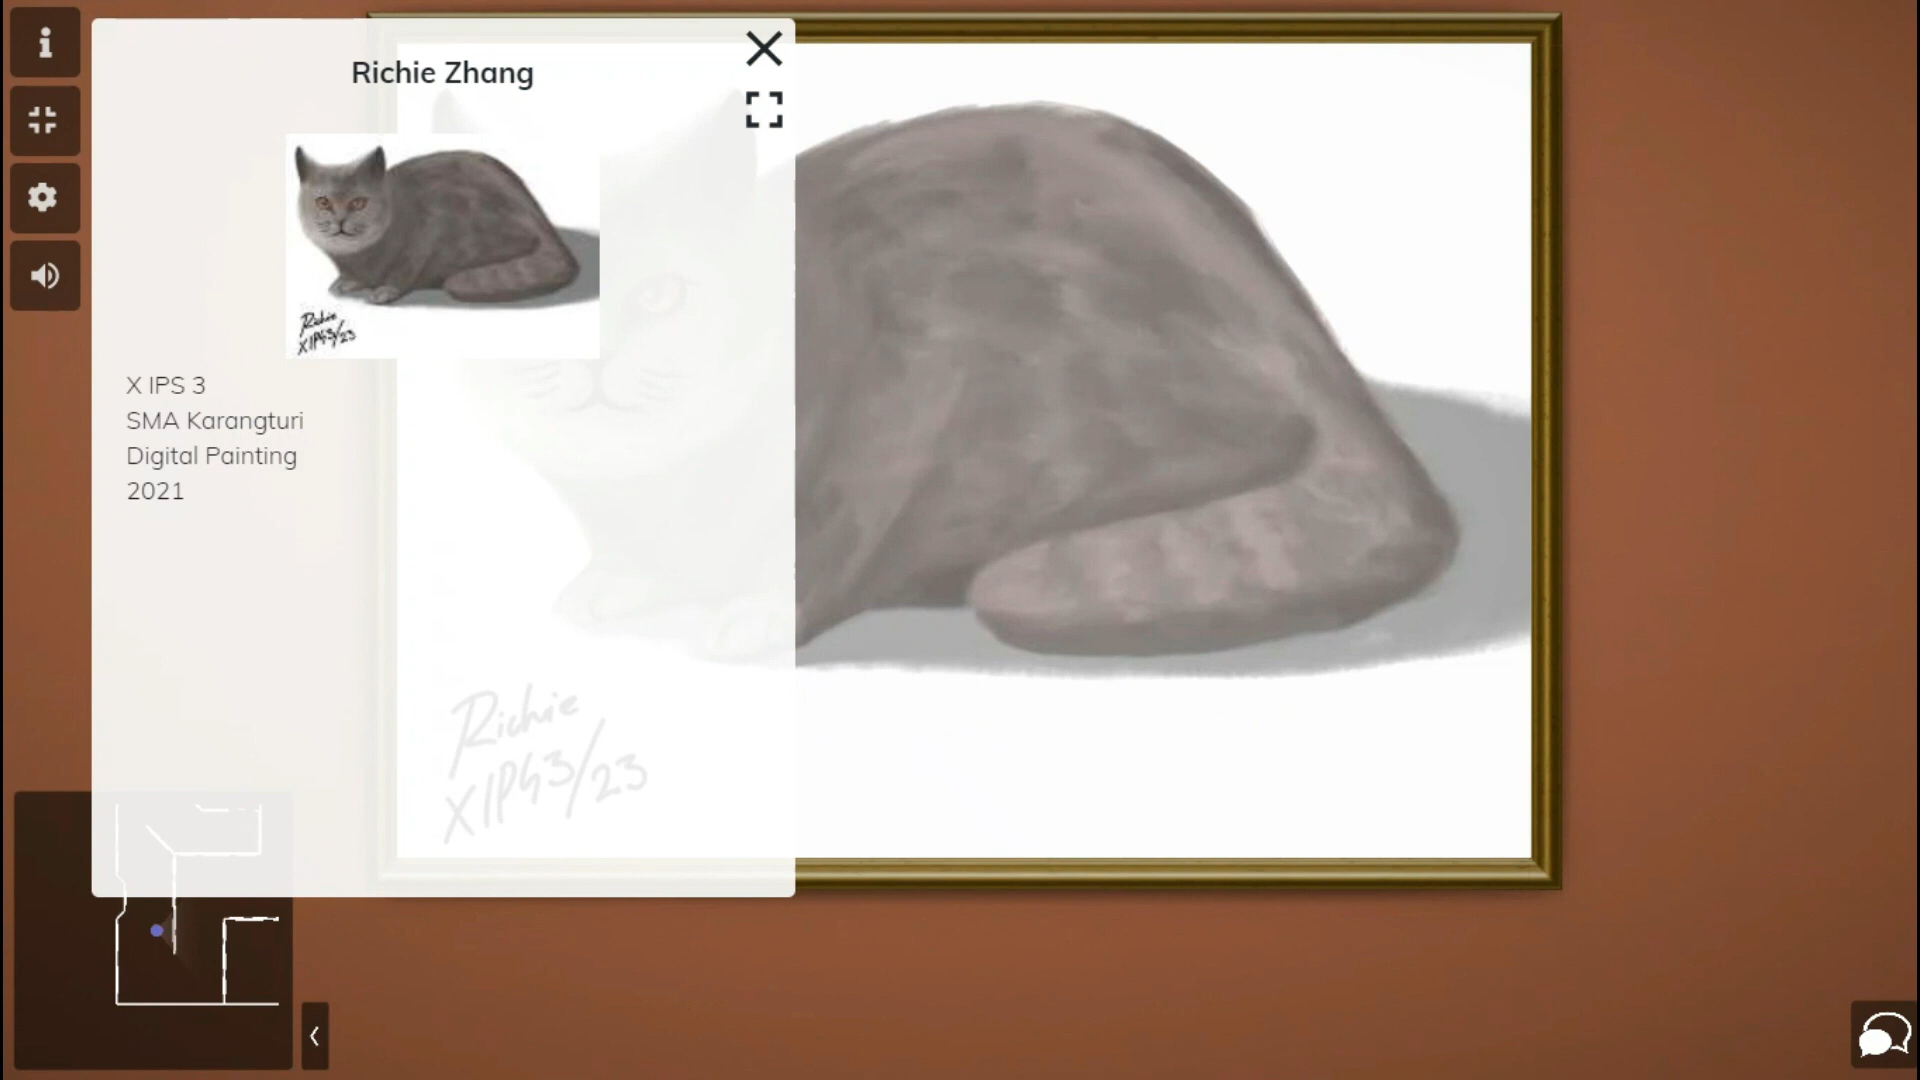 Richie Zhang
Richie
XIPS3/23
X IPS 3
SMA Karangturi
Digital Painting
2021
Richie
XIPS3/23